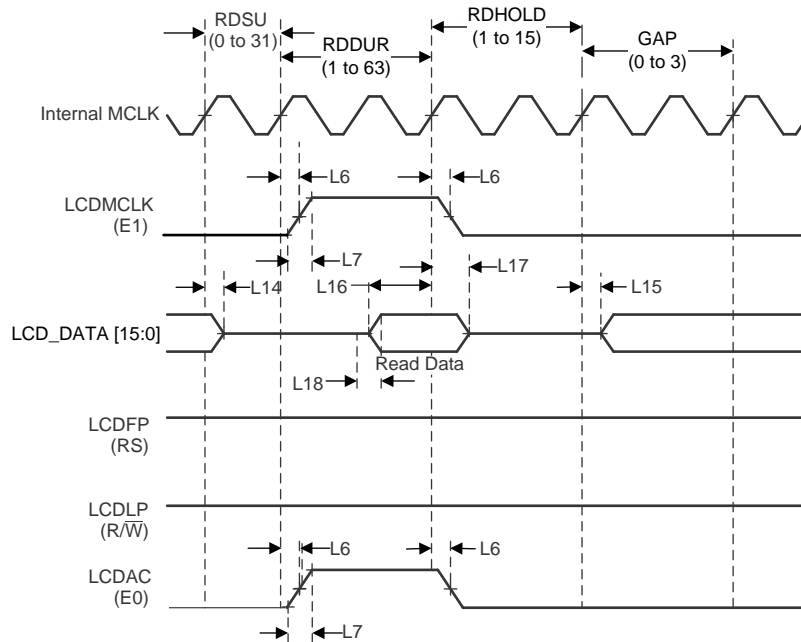 RDSU
(0 to 31)
RDDUR
(1 to 63)
RDHOLD
(1 to 15)
GAP
(0 to 3)
Internal MCLK
L6
L6
LCDMCLK
(E1)
L7
L17
L14
L16
L15
LCD_DATA [15:0]
Read Data
L18
LCDFP
(RS)
LCDLP
(R/W̅)
L6
L6
LCDAC
(E0)
L7